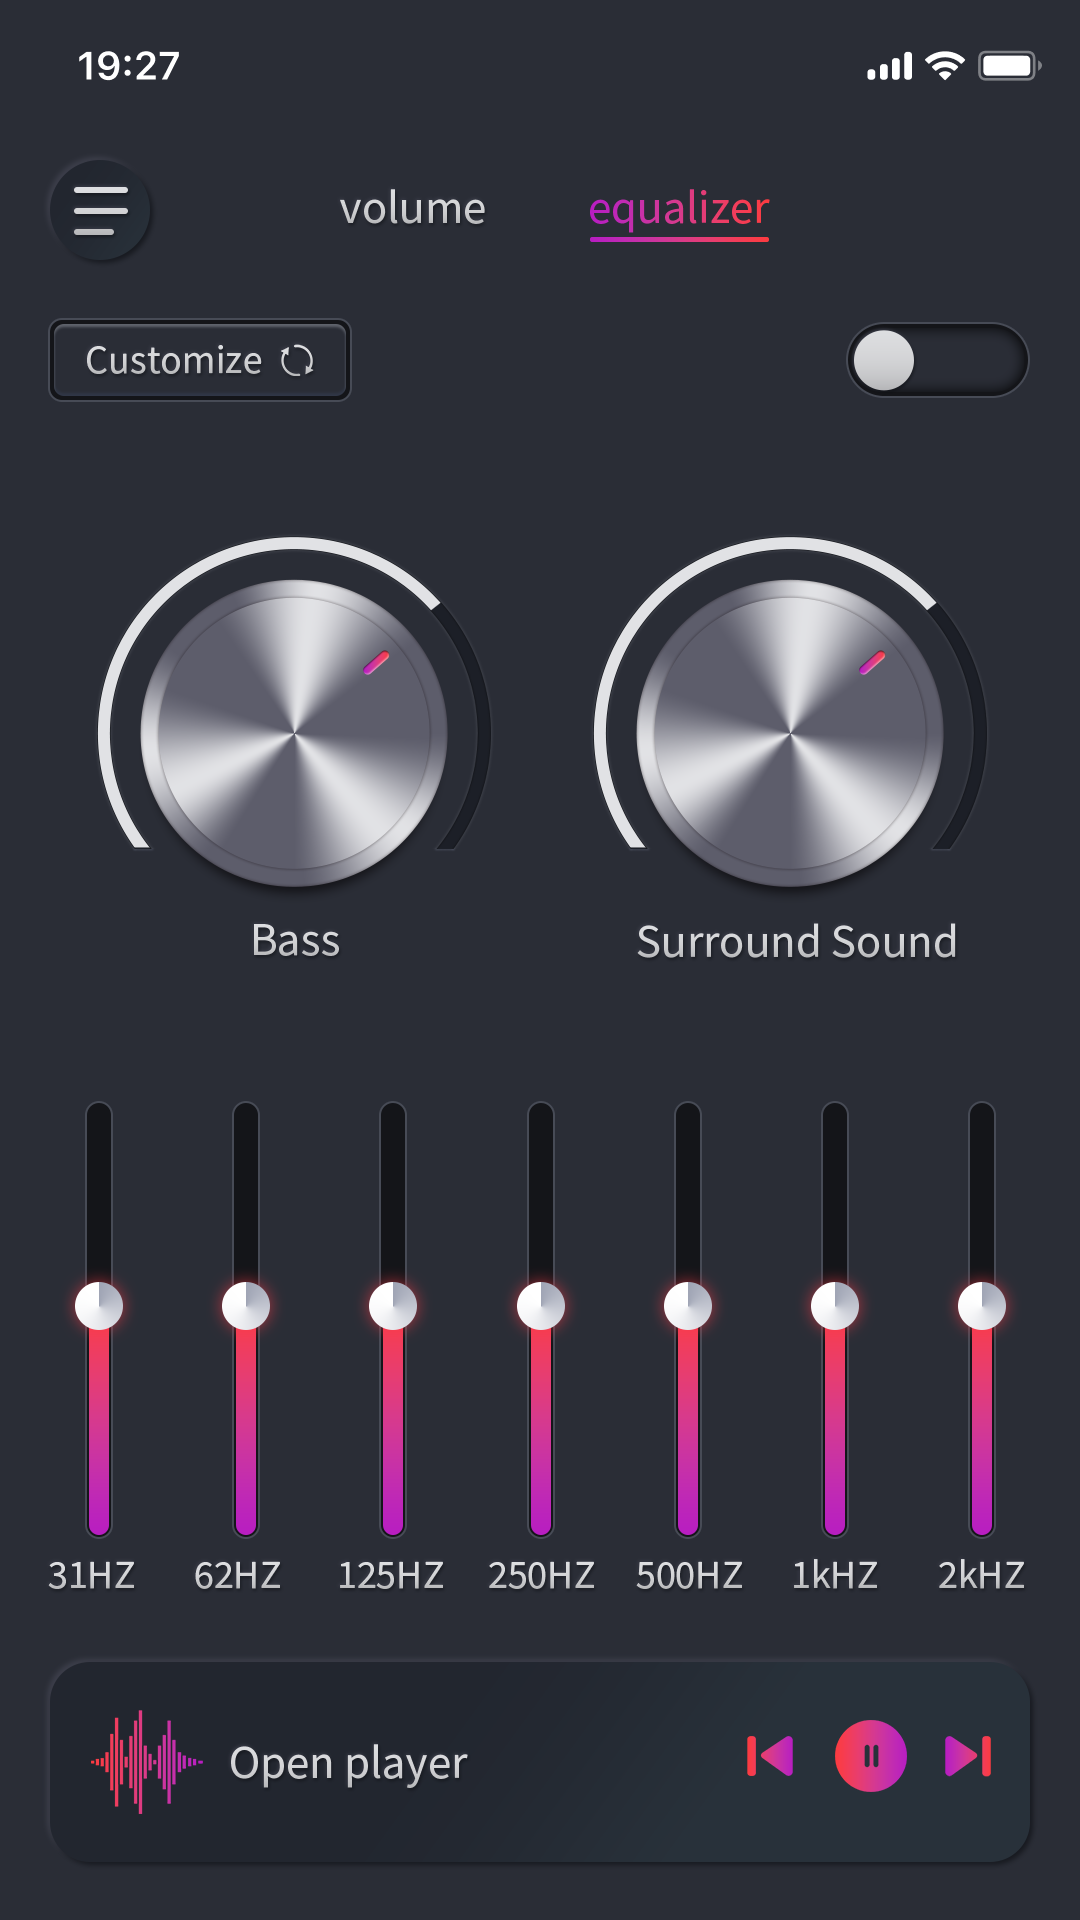 19:27
volume equalizer
Customize
Bass Surround Sound
31HZ 62HZ 125HZ 250HZ 500HZ 1kHZ 2kHZ
Open player